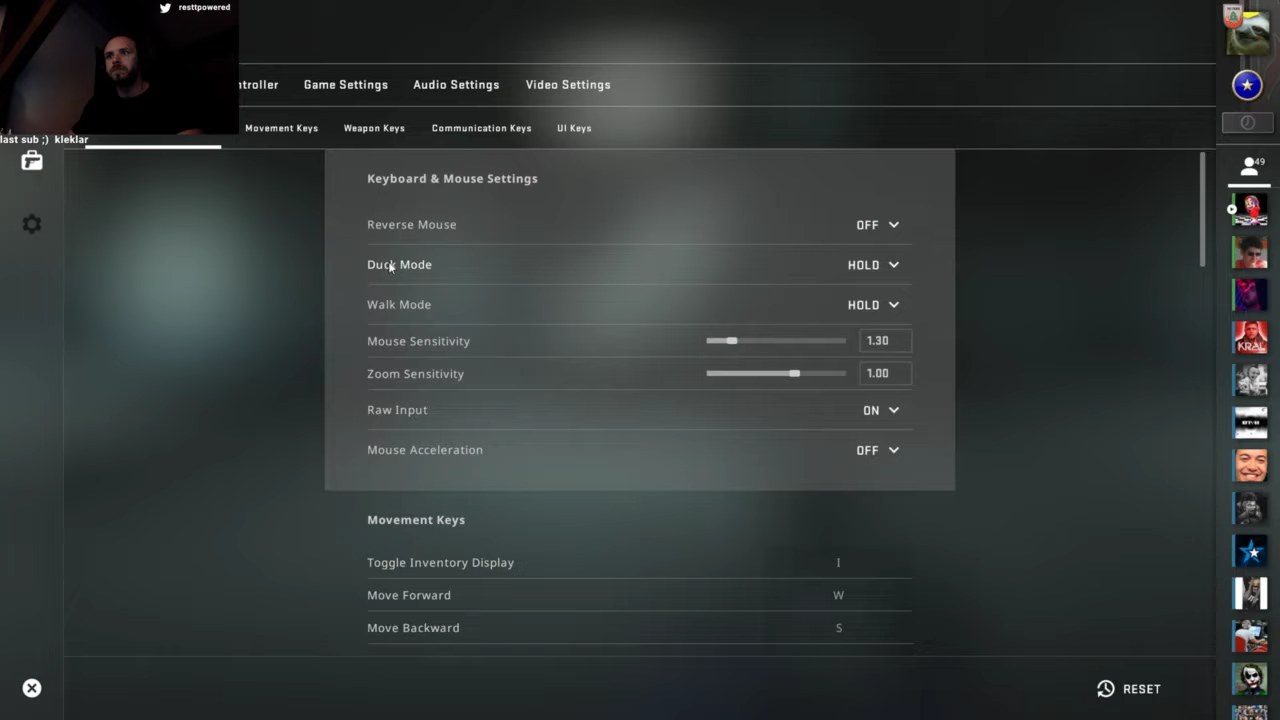 resttpowered
ntroller
Game Settings
Audio Settings
Video Settings
Movement Keys
Weapon Keys
Communication Keys
UI Keys
last sub ;) kleklar
49
Keyboard & Mouse Settings
Reverse Mouse OFF
Duck Mode HOLD
Walk Mode HOLD
Mouse Sensitivity 1.30
Zoom Sensitivity 1.00
Raw Input ON
Mouse Acceleration OFF
Movement Keys
Toggle Inventory Display I
Move Forward W
Move Backward S
RESET
KRAL